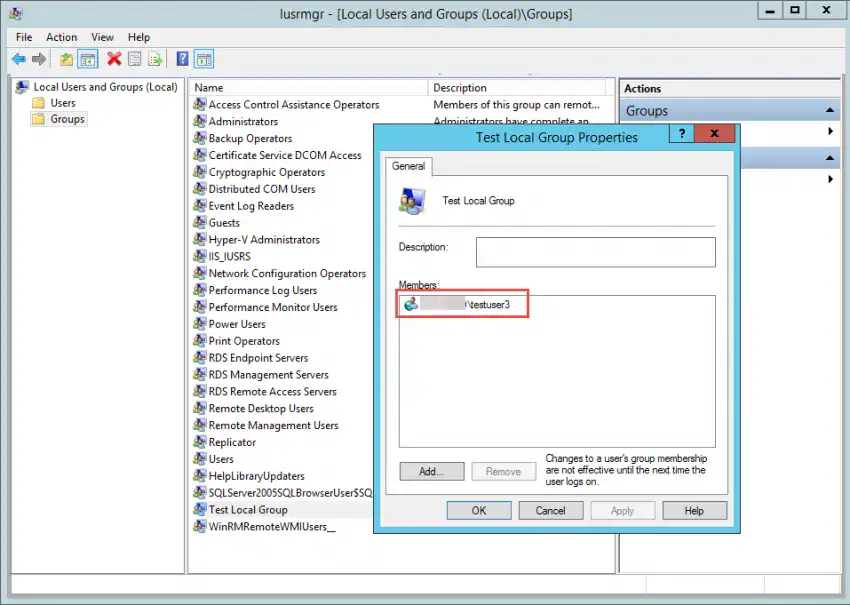 lusrmgr - [Local Users and Groups (Local)\Groups]
File Action View Help
Local Users and Groups (Local)
Users
Groups
Name Description
Access Control Assistance Operators Members of this group can remot...
Administrators Administrators have complete an
Backup Operators
Certificate Service DCOM Access
Cryptographic Operators
Distributed COM Users
Event Log Readers
Guests
Hyper-V Administrators
IIS_IUSRS
Network Configuration Operators
Performance Log Users
Performance Monitor Users
Power Users
Print Operators
RDS Endpoint Servers
RDS Management Servers
RDS Remote Access Servers
Remote Desktop Users
Remote Management Users
Replicator
Users
HelpLibraryUpdaters
SQLServer2005SQLBrowserUser$SQ
Test Local Group
WinRMRemoteWMIUsers__
Actions
Groups
Test Local Group Properties
General
Test Local Group
Description:
Members:
\testuser3
Add... Remove
Changes to a user's group membership
are not effective until the next time the
user logs on.
OK Cancel Apply Help